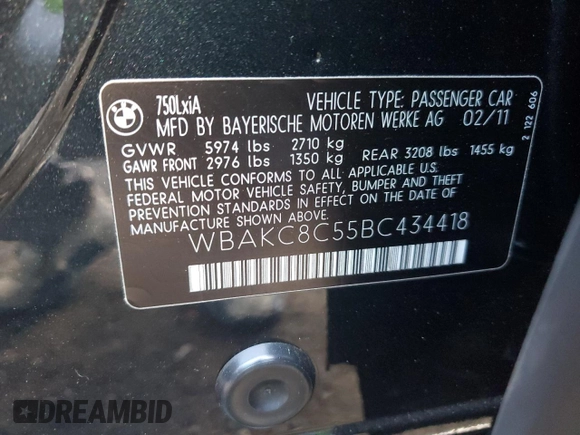 BMW
750LxiA
VEHICLE TYPE: PASSENGER CAR
MFD BY BAYERISCHE MOTOREN WERKE AG 02/11
GVWR 5974 lbs 2710 kg
GAWR FRONT 2976 lbs 1350 kg REAR 3208 lbs 1455 kg
THIS VEHICLE CONFORMS TO ALL APPLICABLE U.S.
FEDERAL MOTOR VEHICLE SAFETY, BUMPER AND THEFT
PREVENTION STANDARDS IN EFFECT ON THE DATE OF
MANUFACTURE SHOWN ABOVE.
WBAKC8C55BC434418
2 122 606
DREAMBID